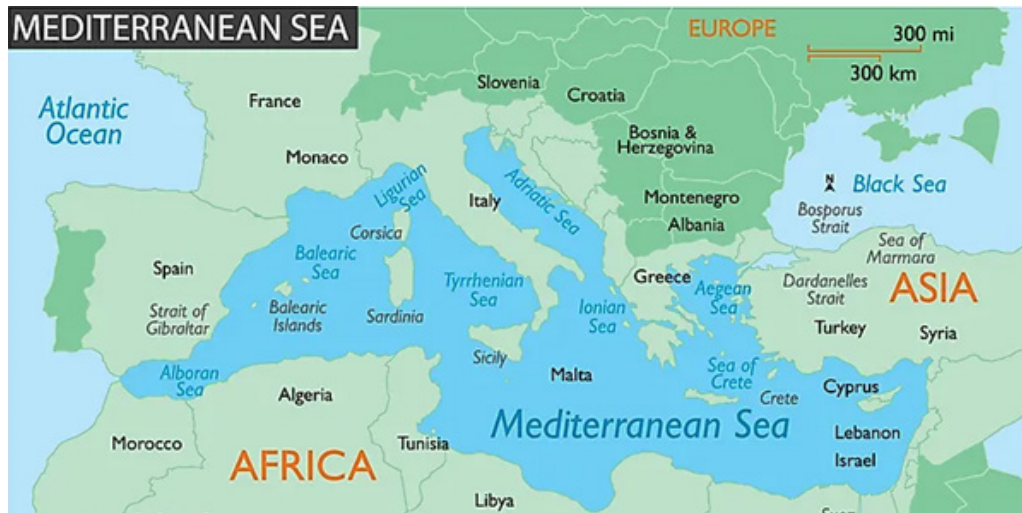 MEDITERRANEAN SEA
EUROPE
300 mi
300 km
Atlantic
Ocean
France
Slovenia
Croatia
Monaco
Bosnia &
Herzegovina
Ligurian
Sea
Adriatic Sea
Italy
Montenegro
Albania
N
Black Sea
Bosporus
Strait
Sea of
Marmara
Corsica
Balearic
Sea
Spain
Tyrrhenian
Sea
Greece
Aegean
Sea
Dardanelles
Strait
ASIA
Strait of
Gibraltar
Balearic
Islands
Sardinia
Ionian
Sea
Turkey
Syria
Sicily
Malta
Sea of
Crete
Crete
Cyprus
Alboran
Sea
Algeria
Mediterranean Sea
Lebanon
Israel
Morocco
AFRICA
Tunisia
Libya